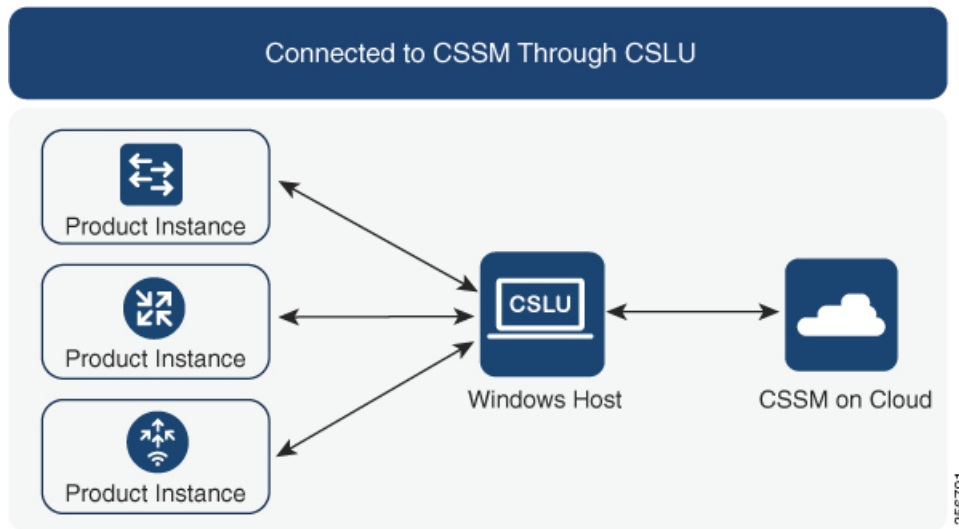 Connected to CSSM Through CSLU
Product Instance
Product Instance
Product Instance
CSLU
Windows Host
CSSM on Cloud